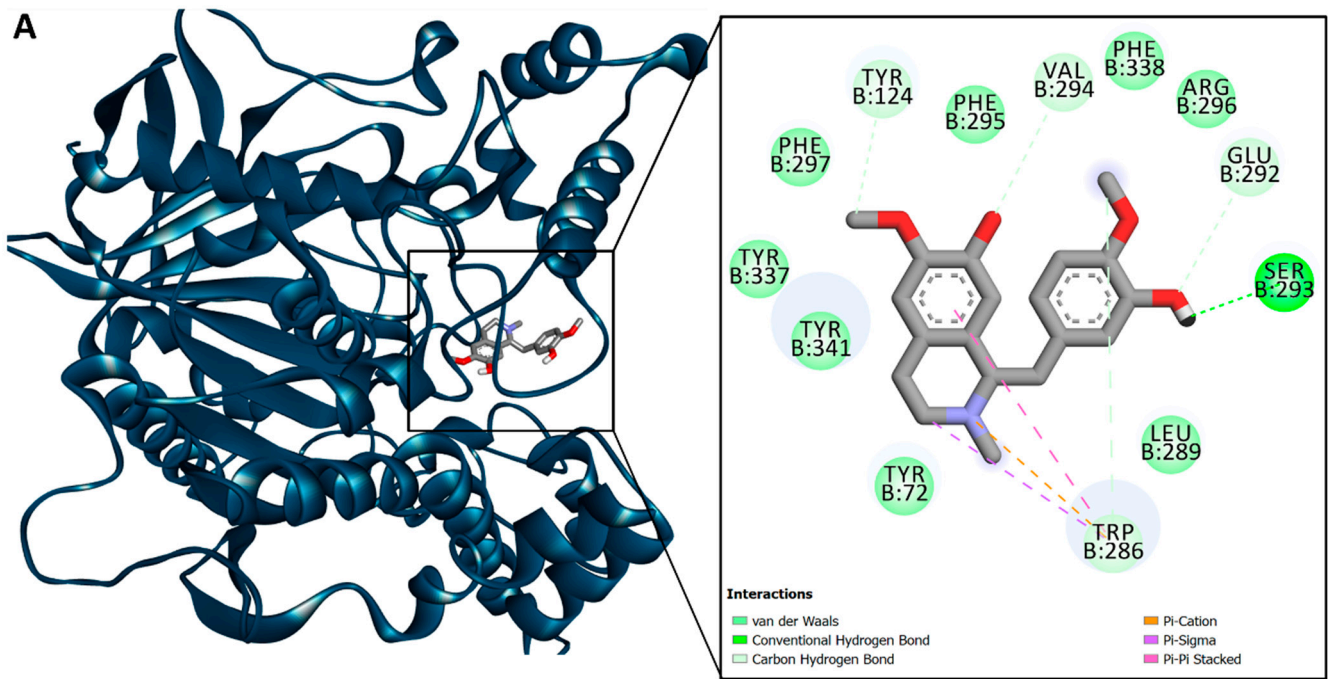 A
TYR
B:124
VAL
B:294
PHE
B:338
PHE
B:295
ARG
B:296
PHE
B:297
GLU
B:292
TYR
B:337
SER
B:293
TYR
B:341
LEU
B:289
TYR
B:72
TRP
B:286
Interactions
van der Waals
Conventional Hydrogen Bond
Carbon Hydrogen Bond
Pi-Cation
Pi-Sigma
Pi-Pi Stacked